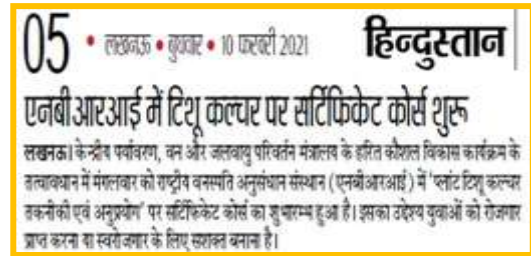 05 • लखनऊ • बुधवार • 10 फरवरी 2021 हिन्दुस्तान
एनबीआरआई में टिशू कल्चर पर सर्टिफिकेट कोर्स शुरू
लखनऊ। केन्द्रीय पर्यावरण, वन और जलवायु परिवर्तन मंत्रालय के हरित कौशल विकास कार्यक्रम के
तत्वावधान में मंगलवार को राष्ट्रीय वनस्पति अनुसंधान संस्थान (एनबीआरआई) में 'प्लांट टिशू कल्चर
तकनीकी एवं अनुप्रयोग' पर सर्टिफिकेट कोर्स का शुभारम्भ हुआ है। इसका उद्देश्य युवाओं को रोजगार
प्राप्त करना या स्वरोजगार के लिए सशक्त बनाना है।